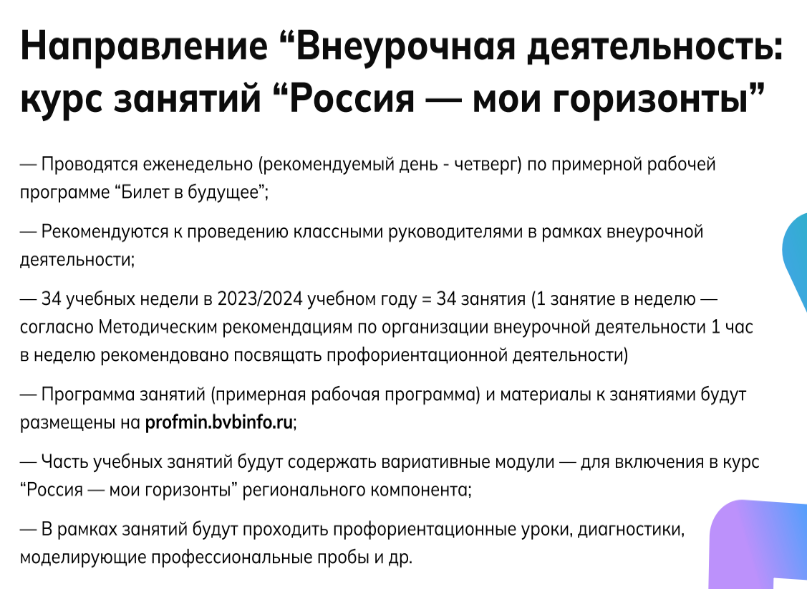 Направление “Внеурочная деятельность:
курс занятий “Россия — мои горизонты”
— Проводятся еженедельно (рекомендуемый день - четверг) по примерной рабочей
программе “Билет в будущее”;
— Рекомендуются к проведению классными руководителями в рамках внеурочной
деятельности;
— 34 учебных недели в 2023/2024 учебном году = 34 занятия (1 занятие в неделю —
согласно Методическим рекомендациям по организации внеурочной деятельности 1 час
в неделю рекомендовано посвящать профориентационной деятельности)
— Программа занятий (примерная рабочая программа) и материалы к занятиями будут
размещены на profmin.bvbinfo.ru;
— Часть учебных занятий будут содержать вариативные модули — для включения в курс
“Россия — мои горизонты” регионального компонента;
— В рамках занятий будут проходить профориентационные уроки, диагностики,
моделирующие профессиональные пробы и др.